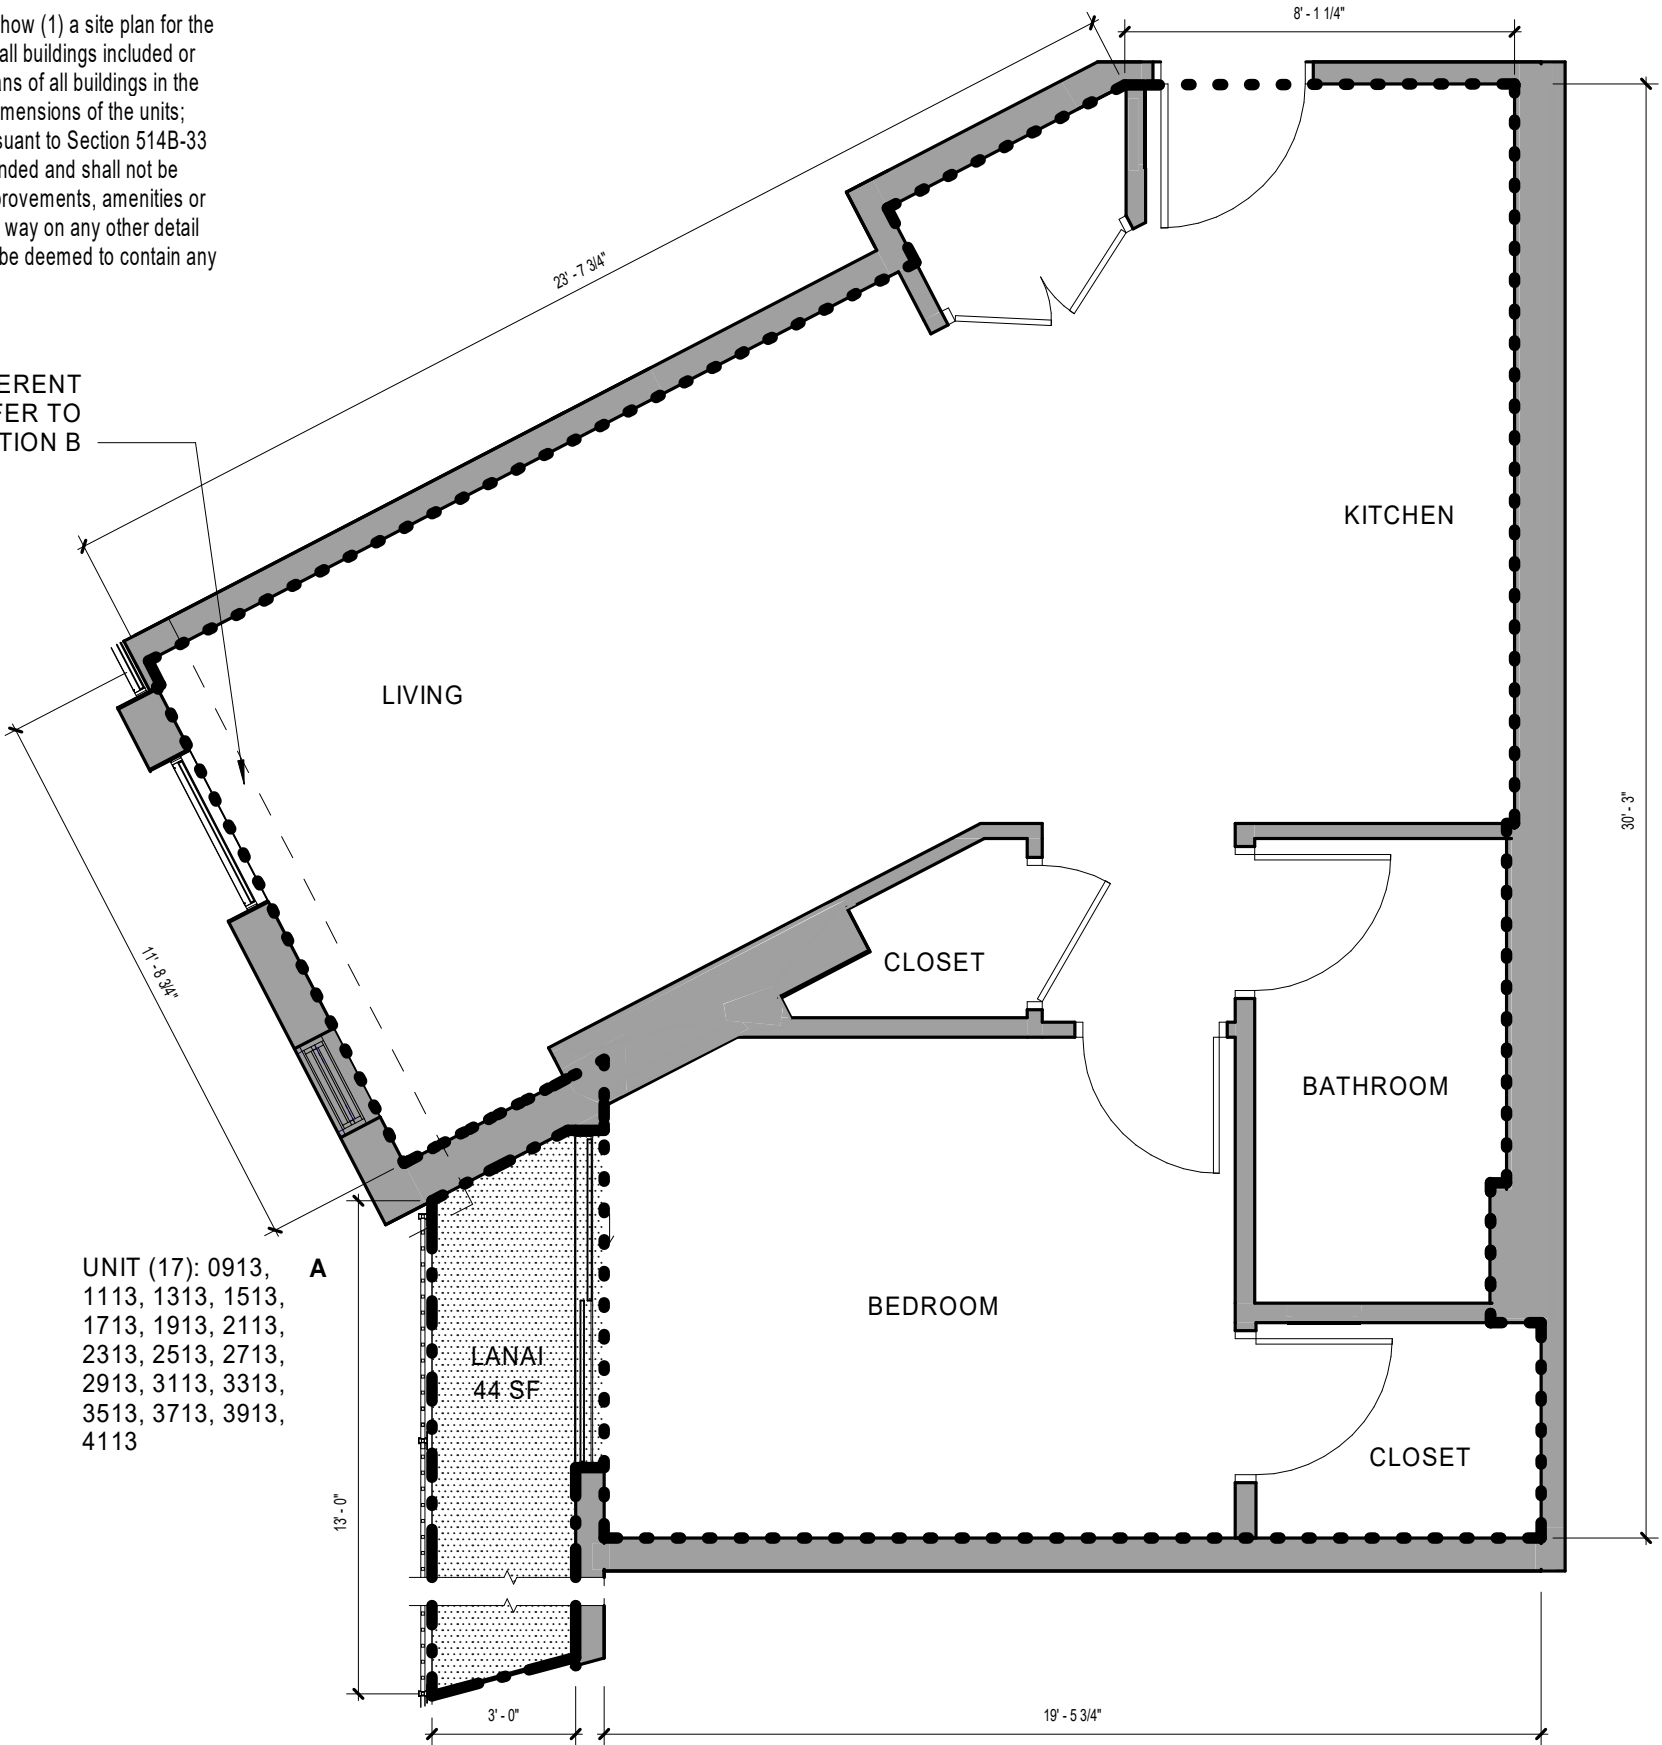 how (1) a site plan for the
all buildings included or
ans of all buildings in the
mensions of the units;
suant to Section 514B-33
nded and shall not be
provements, amenities or
way on any other detail
be deemed to contain any
8' - 1 1/4"
23' - 7 3/4"
ERENT
FER TO
TION B
KITCHEN
LIVING
30' - 3"
11' - 8 3/4"
CLOSET
BATHROOM
UNIT (17): 0913,
1113, 1313, 1513,
1713, 1913, 2113,
2313, 2513, 2713,
2913, 3113, 3313,
3513, 3713, 3913,
4113
A
BEDROOM
LANAI
44 SF
CLOSET
13' - 0"
3' - 0"
19' - 5 3/4"